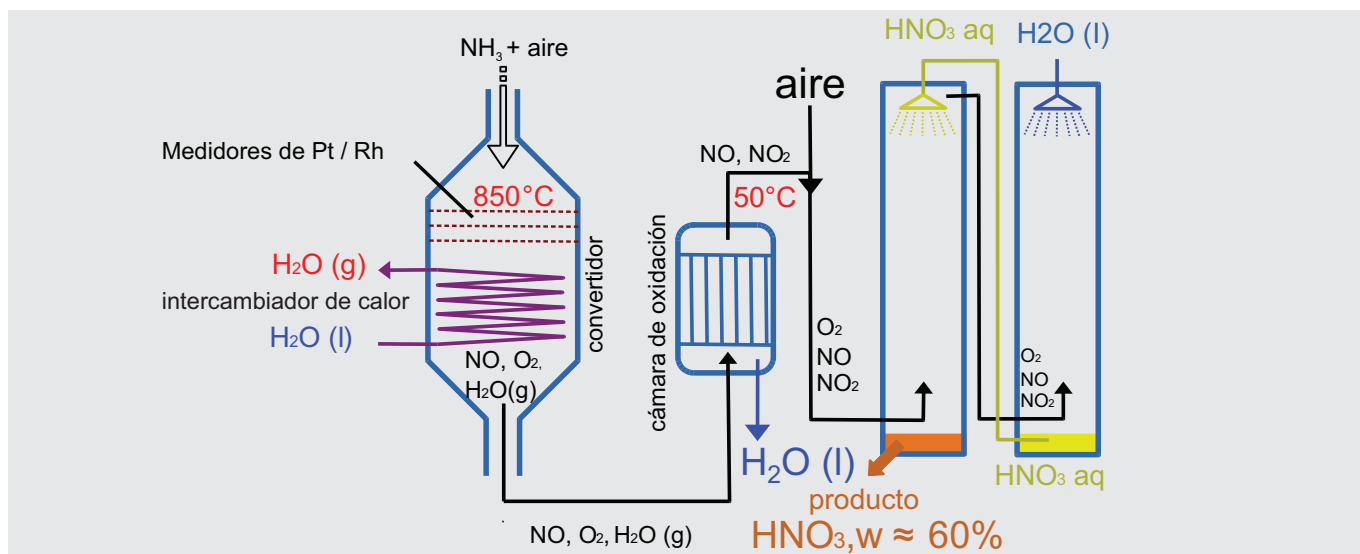 NH₃ + aire
Medidores de Pt / Rh
850°C
H₂O (g)
intercambiador de calor
H₂O (l)
convertidor
NO, O₂,
H₂O(g)
NO, O₂, H₂O (g)
cámara de oxidación
NO, NO₂
50°C
aire
H₂O (l)
O₂
NO
NO₂
HNO₃ aq
H2O (l)
O₂
NO
NO₂
HNO₃ aq
producto
HNO₃,w ≈ 60%